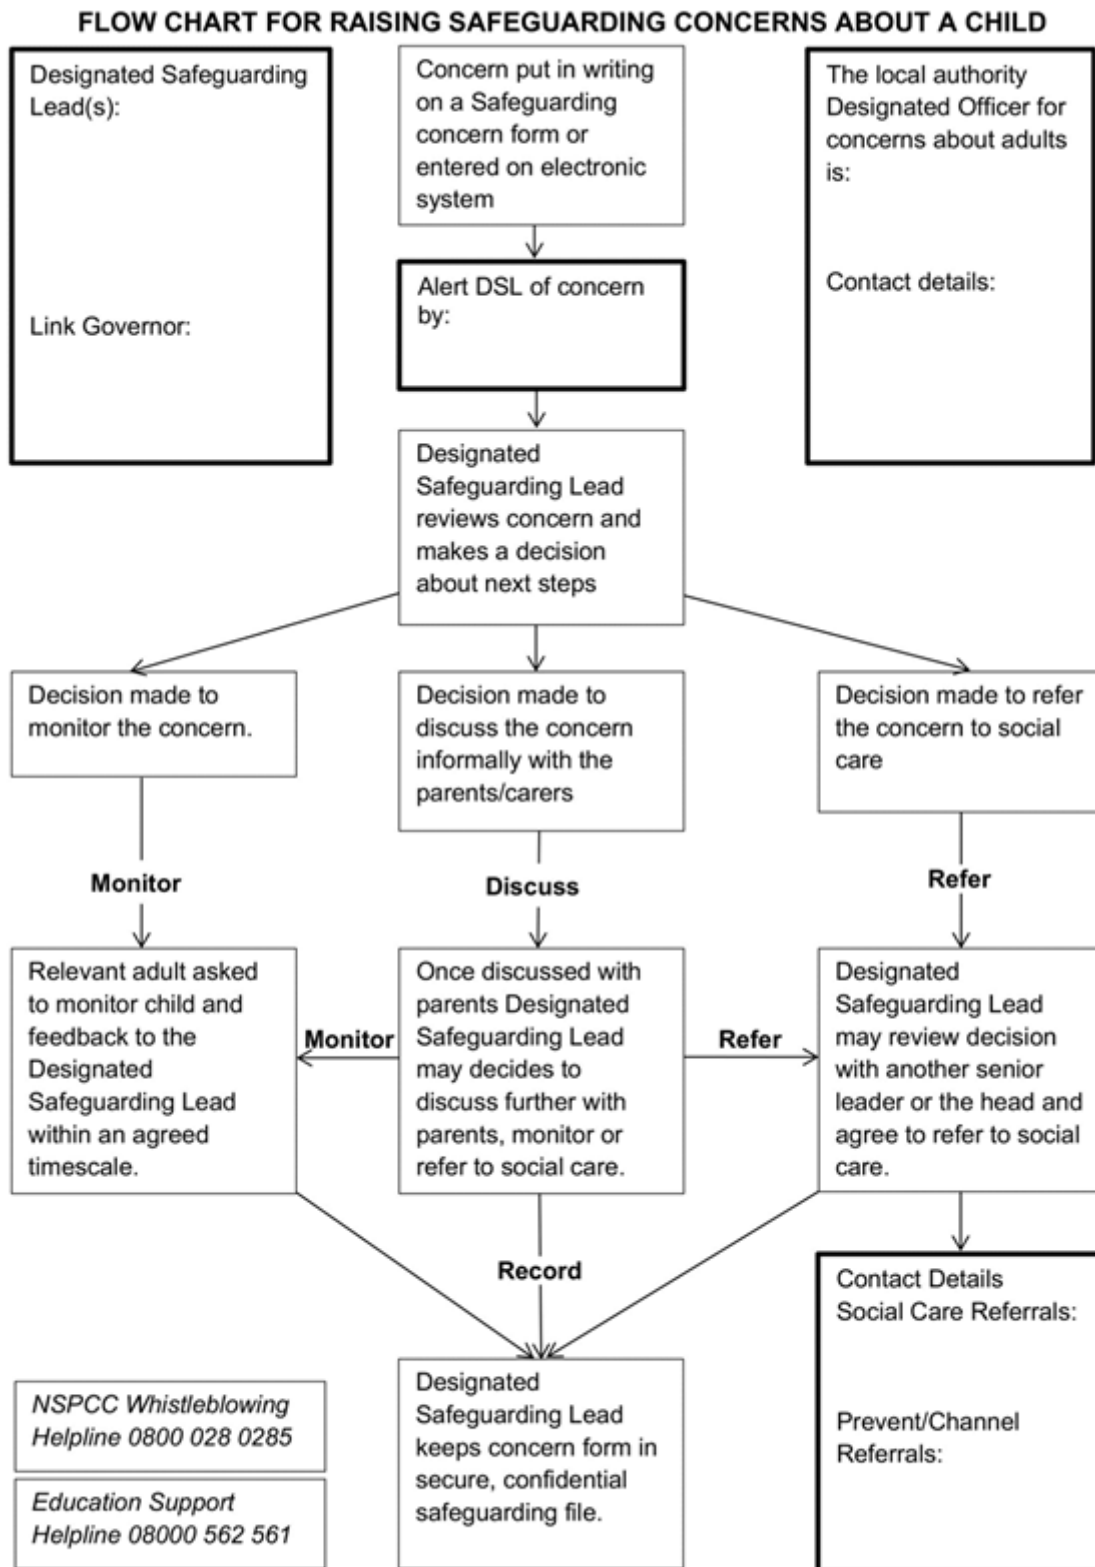 FLOW CHART FOR RAISING SAFEGUARDING CONCERNS ABOUT A CHILD
Designated Safeguarding
Lead(s):
Link Governor:
Concern put in writing
on a Safeguarding
concern form or
entered on electronic
system
The local authority
Designated Officer for
concerns about adults
is:
Contact details:
Alert DSL of concern
by:
Designated
Safeguarding Lead
reviews concern and
makes a decision
about next steps
Decision made to
monitor the concern.
Decision made to
discuss the concern
informally with the
parents/carers
Decision made to refer
the concern to social
care
Monitor
Discuss
Refer
Relevant adult asked
to monitor child and
feedback to the
Designated
Safeguarding Lead
within an agreed
timescale.
Monitor
Once discussed with
parents Designated
Safeguarding Lead
may decides to
discuss further with
parents, monitor or
refer to social care.
Refer
Designated
Safeguarding Lead
may review decision
with another senior
leader or the head and
agree to refer to social
care.
Record
Contact Details
Social Care Referrals:
Prevent/Channel
Referrals:
Designated
Safeguarding Lead
keeps concern form in
secure, confidential
safeguarding file.
NSPCC Whistleblowing
Helpline 0800 028 0285
Education Support
Helpline 08000 562 561